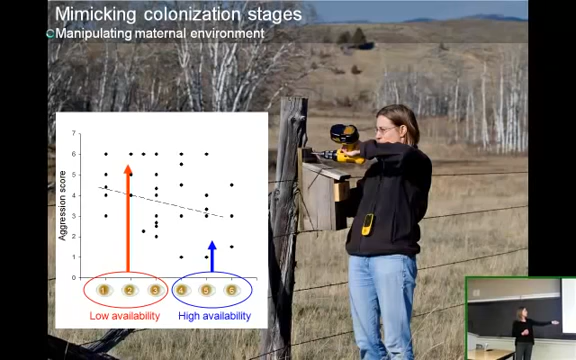 Mimicking colonization stages
Manipulating maternal environment
7
6
5
4
3
2
1
0
Aggression score
1 2 3 4 5 6
Low availability
High availability